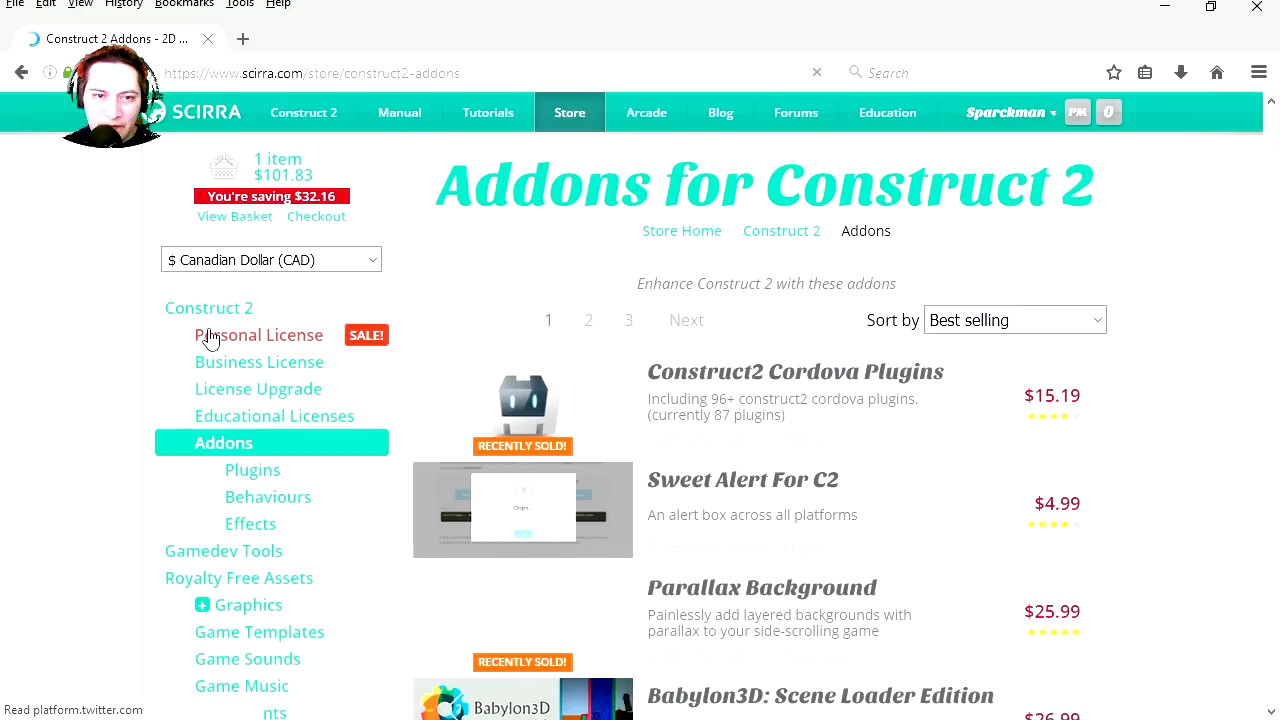 File Edit View History Bookmarks Tools Help
Construct 2 Addons - 2D ...
https://www.scirra.com/store/construct2-addons
Search
SCIRRA Construct 2 Manual Tutorials Store Arcade Blog Forums Education Sparckman PM 0
1 item
$101.83
You're saving $32.16
View Basket Checkout
$ Canadian Dollar (CAD)
Construct 2
Personal License SALE!
Business License
License Upgrade
Educational Licenses
Addons
Plugins
Behaviours
Effects
Gamedev Tools
Royalty Free Assets
Graphics
Game Templates
Game Sounds
Game Music
nts
Addons for Construct 2
Store Home Construct 2 Addons
Enhance Construct 2 with these addons
1 2 3 Next
Sort by Best selling
Construct2 Cordova Plugins
Including 96+ construct2 cordova plugins.
(currently 87 plugins)
$15.19
RECENTLY SOLD!
Oops...
Sweet Alert For C2
An alert box across all platforms
$4.99
Parallax Background
Painlessly add layered backgrounds with
parallax to your side-scrolling game
$25.99
RECENTLY SOLD!
Babylon3D
Babylon3D: Scene Loader Edition
$26.99
Read platform.twitter.com